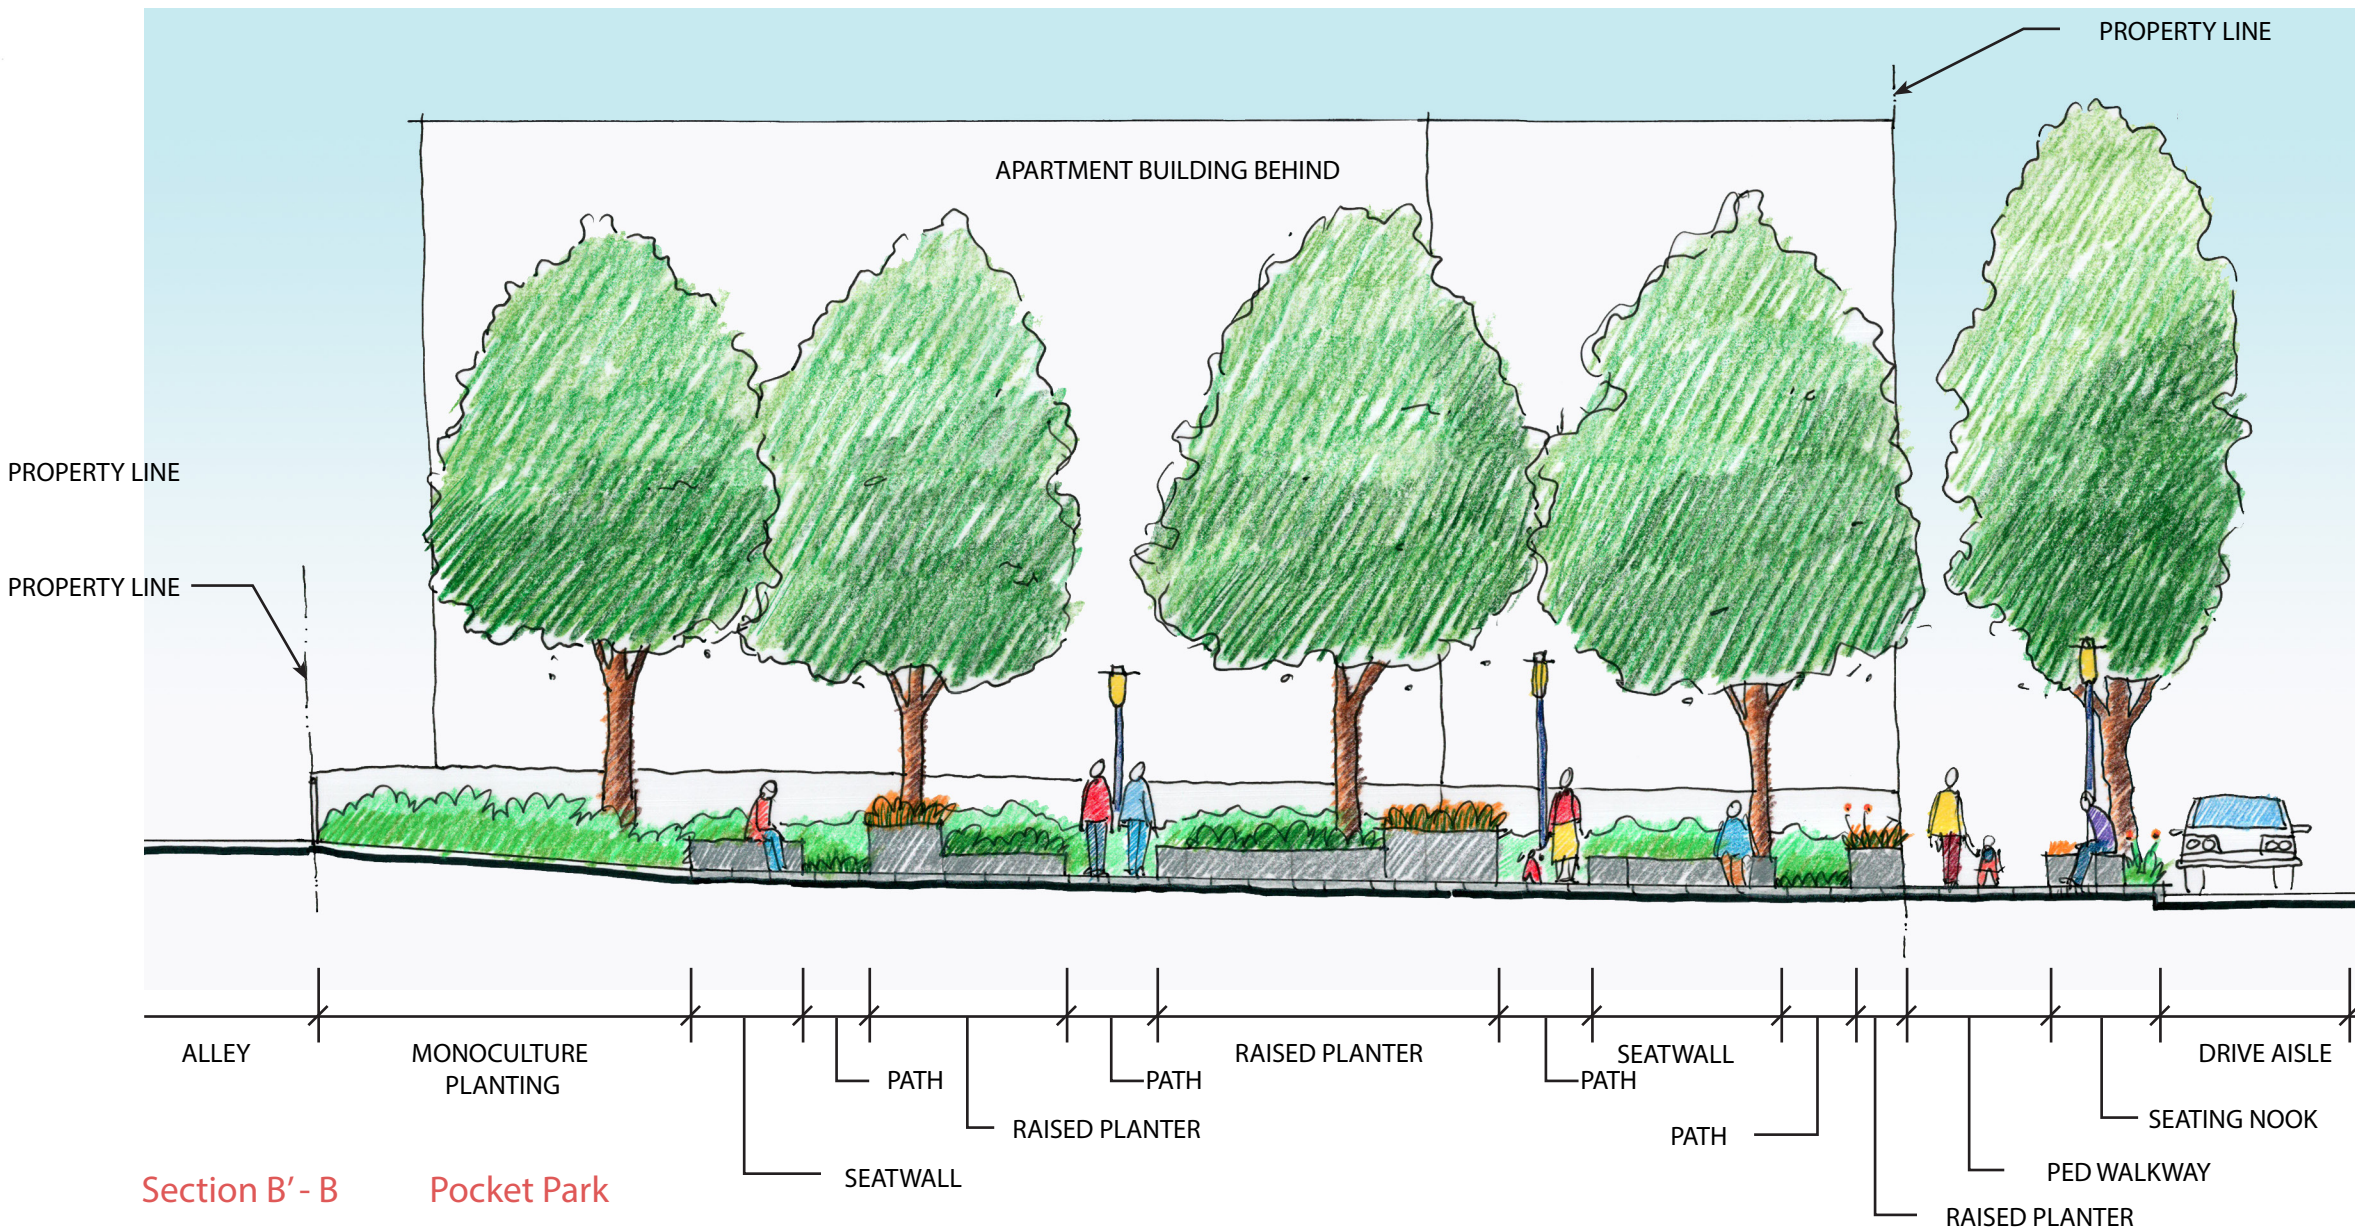 PROPERTY LINE
APARTMENT BUILDING BEHIND
PROPERTY LINE
PROPERTY LINE
ALLEY
MONOCULTURE
PLANTING
RAISED PLANTER
SEATWALL
DRIVE AISLE
PATH
PATH
PATH
SEATING NOOK
RAISED PLANTER
PATH
SEATWALL
PED WALKWAY
Section B' - B
Pocket Park
RAISED PLANTER